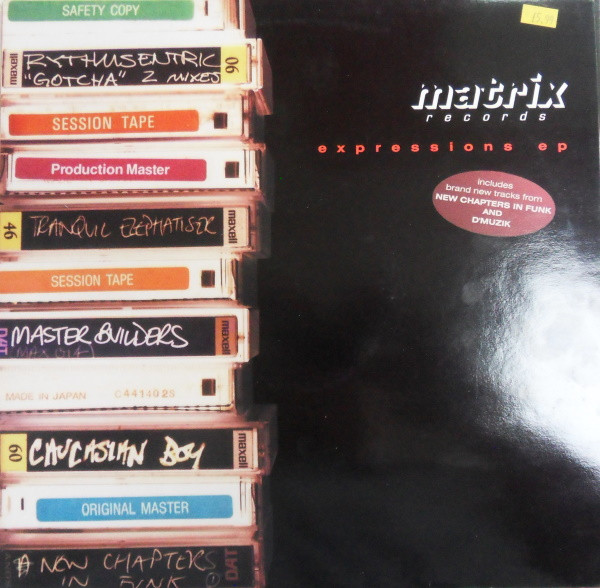 SAFETY COPY
maxell
RYTHMSENTRIC
"GOTCHA" 2 MIXES
90
SESSION TAPE
Production Master
46
TRANQUIL ELEPHATISER
maxell
SESSION TAPE
DAT
MASTER BUILDERS
maxell
MADE IN JAPAN
C441402S
60
CAUCASIAN BOY
maxell
ORIGINAL MASTER
NEW CHAPTERS
IN FUNK
DAT
matrix
records
expressions ep
includes
brand new tracks from
NEW CHAPTERS IN FUNK
AND
D'MUZIK